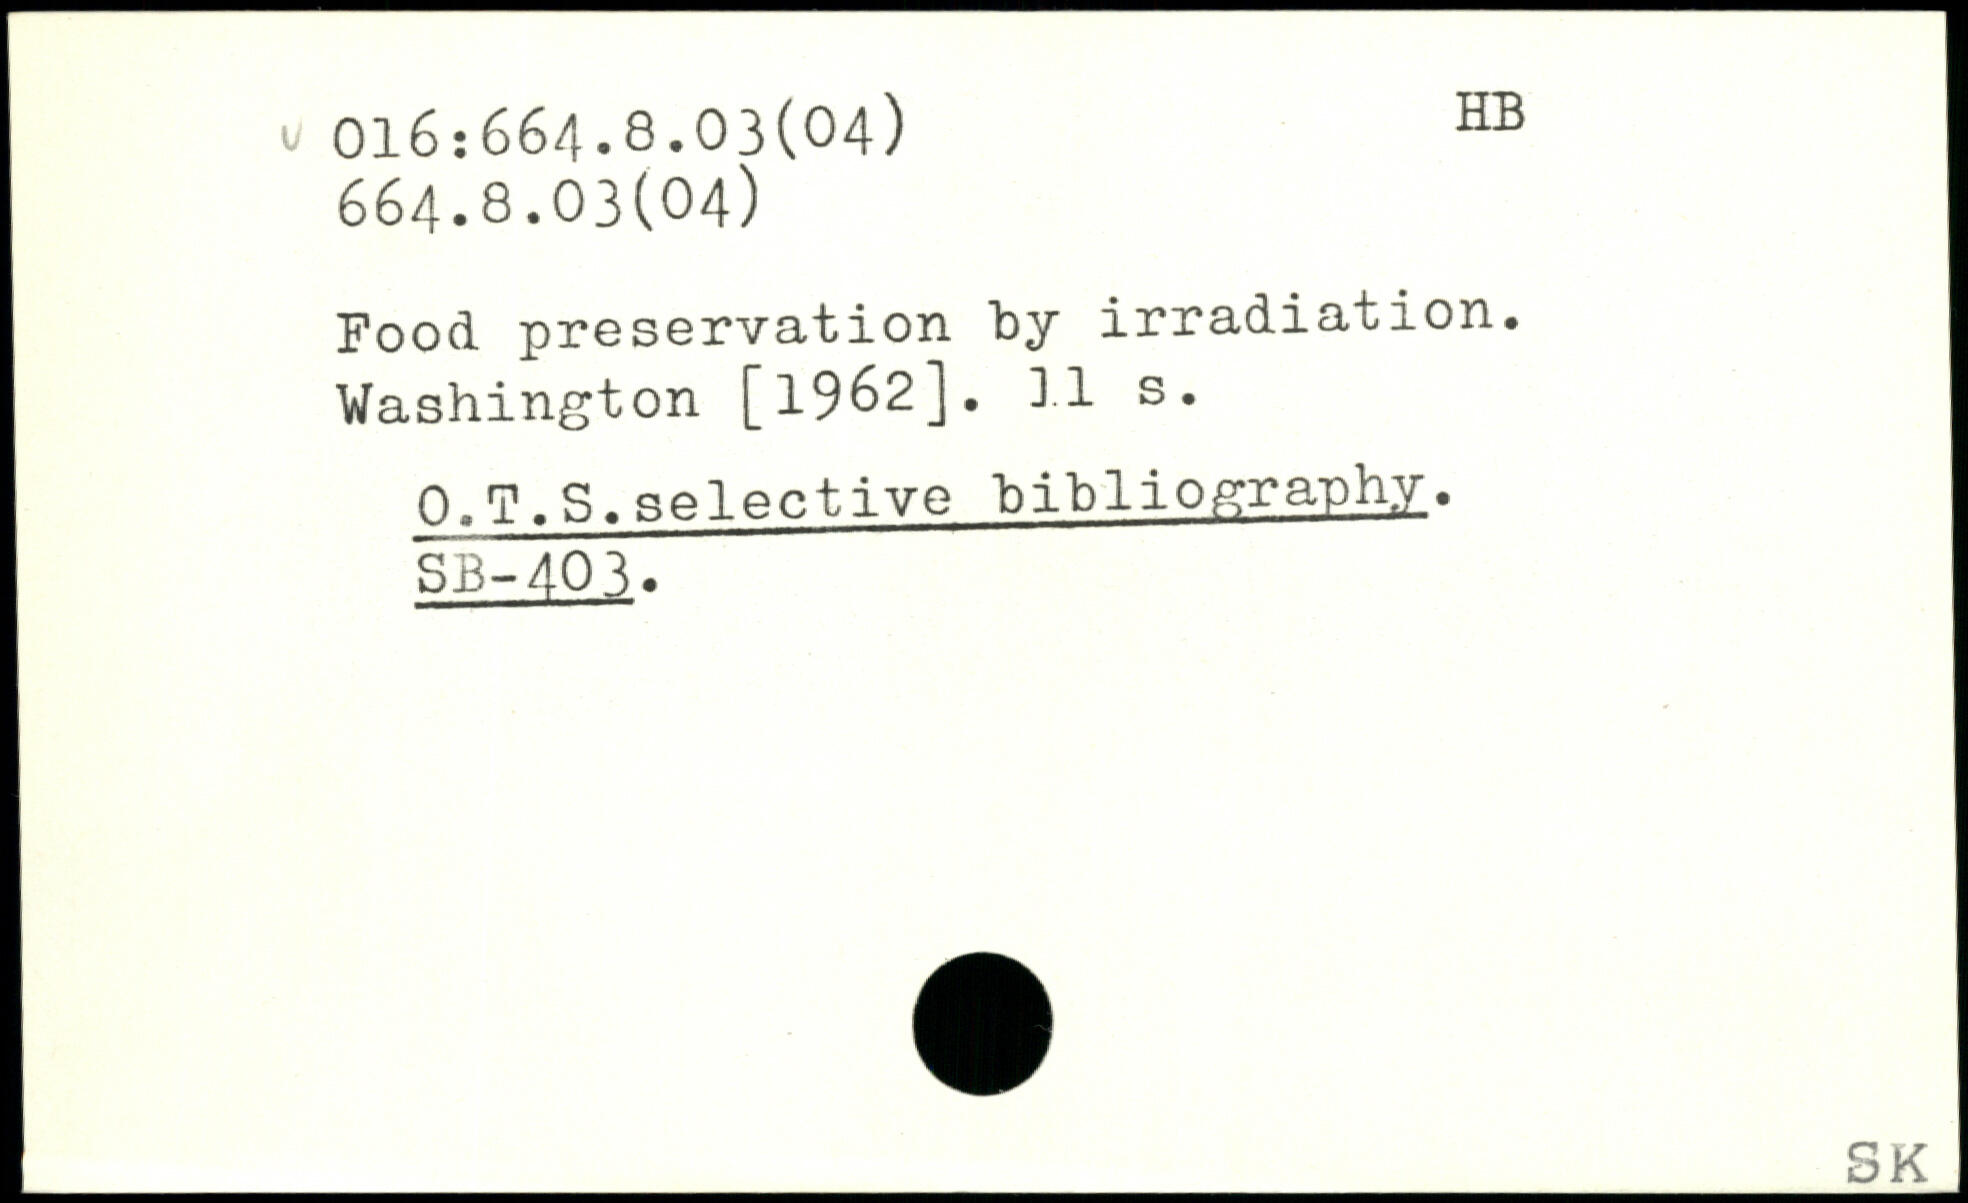 v 016:664.8.03(04) HB
664.8.03(04)
Food preservation by irradiation.
Washington [1962]. 11 s.
O.T.S.selective bibliography.
SB-403.
SK